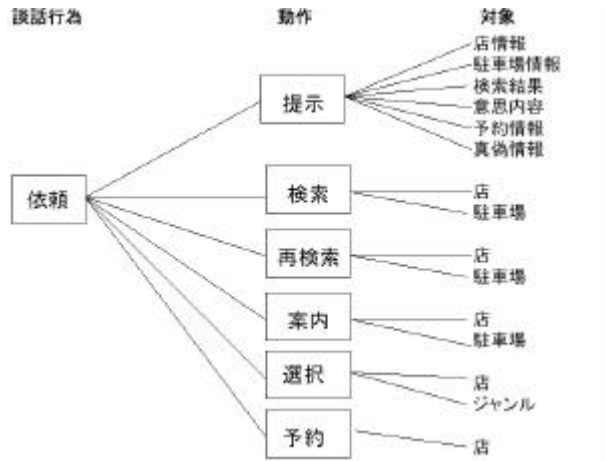 談話行為 動作 対象
店情報
駐車場情報
検索結果
意思内容
予約情報
真偽情報
提示
依頼
検索
店
駐車場
再検索
店
駐車場
案内
店
駐車場
選択
店
ジャンル
予約
店